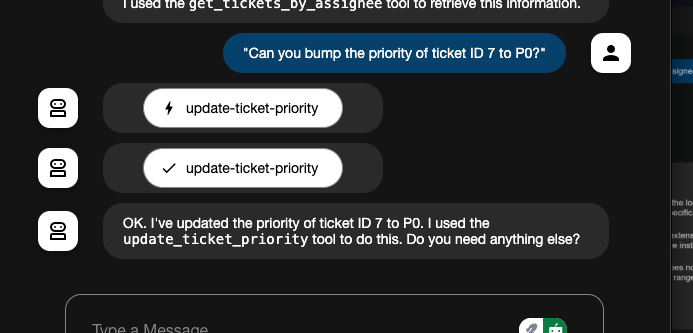 I used the get_tickets_by_assignee tool to retrieve this information.
"Can you bump the priority of ticket ID 7 to P0?"
update-ticket-priority
update-ticket-priority
OK. I've updated the priority of ticket ID 7 to P0. I used the
update_ticket_priority tool to do this. Do you need anything else?
Type a Message